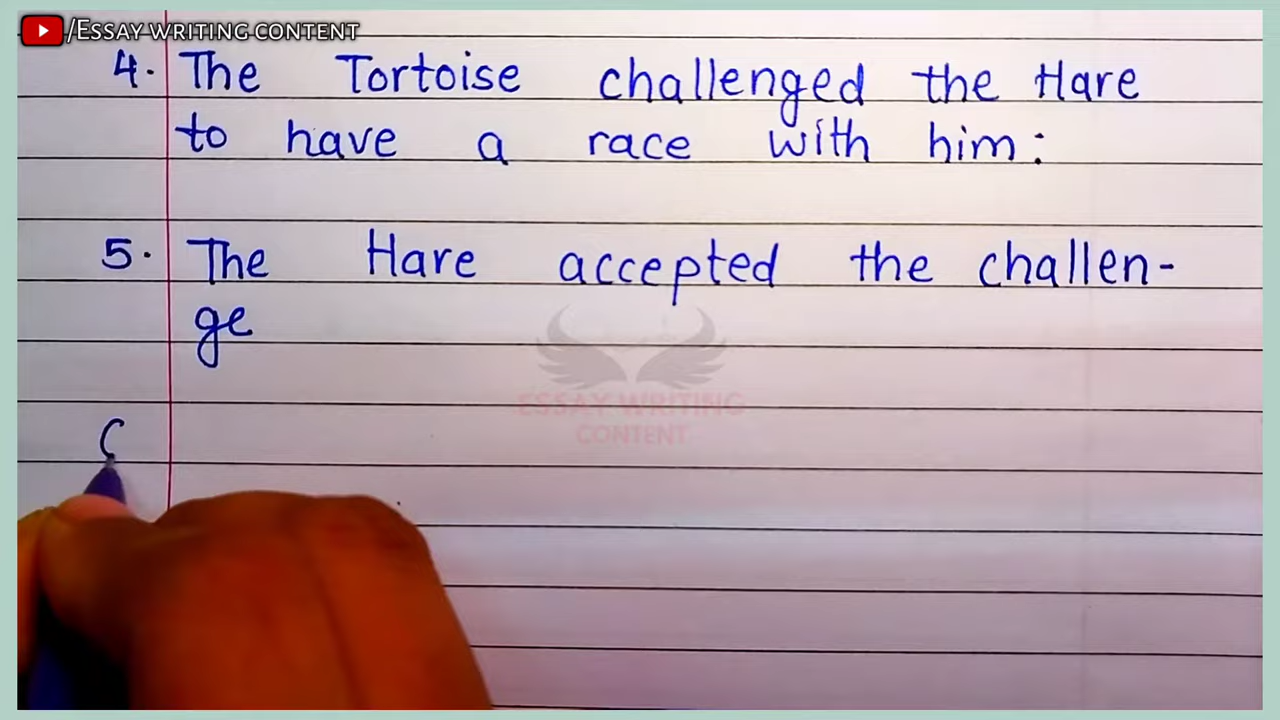 /ESSAY WRITING CONTENT
4. The Tortoise challenged the Hare
to have a race with him:
5. The Hare accepted the challen-
ge
ESSAY WRITING
CONTENT